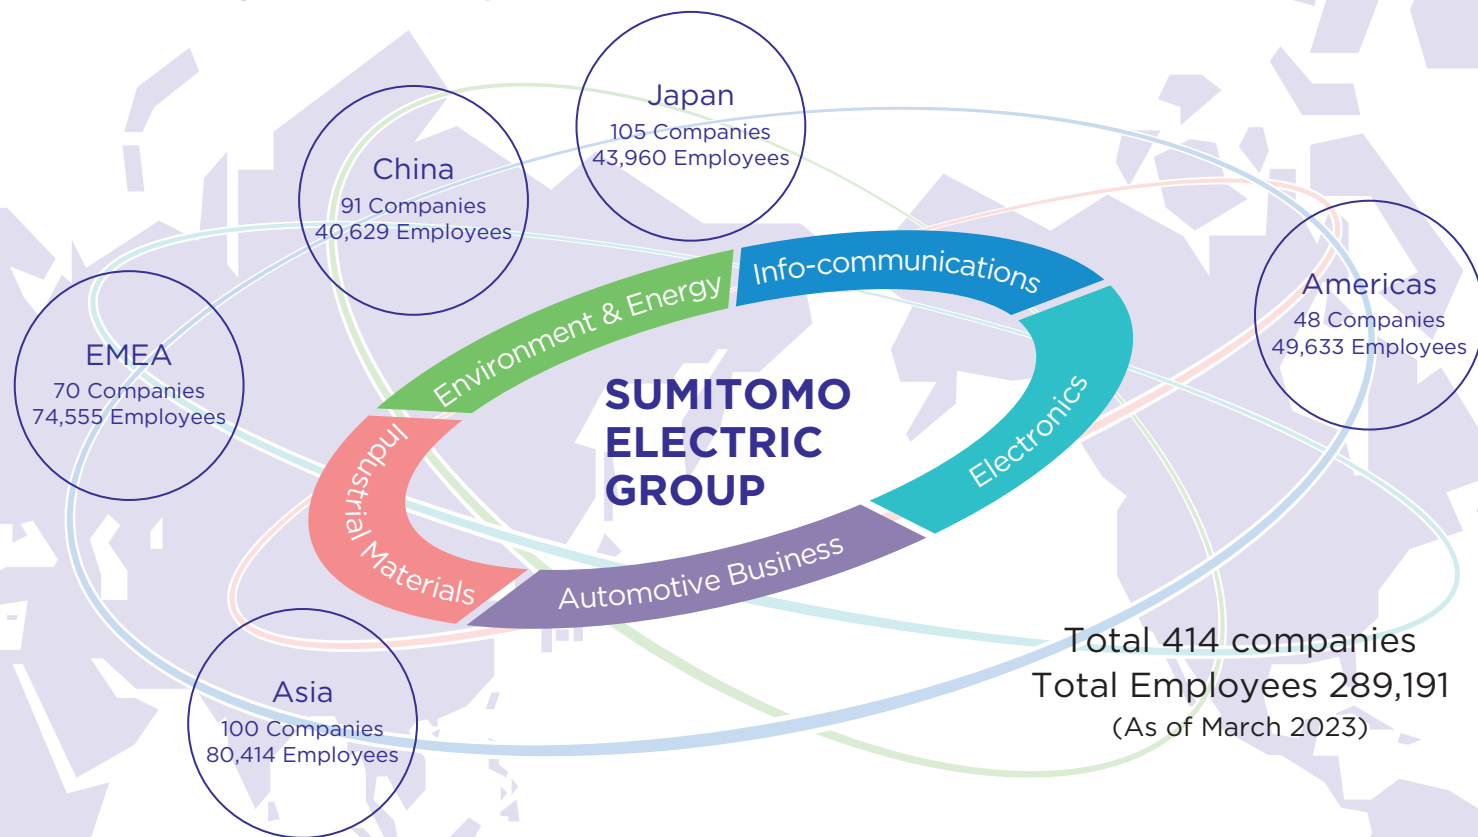 Japan
105 Companies
43,960 Employees
China
91 Companies
40,629 Employees
EMEA
70 Companies
74,555 Employees
Americas
48 Companies
49,633 Employees
Asia
100 Companies
80,414 Employees
Environment & Energy
Info-communications
Electronics
Automotive Business
Industrial Materials
SUMITOMO
ELECTRIC
GROUP
Total 414 companies
Total Employees 289,191
(As of March 2023)